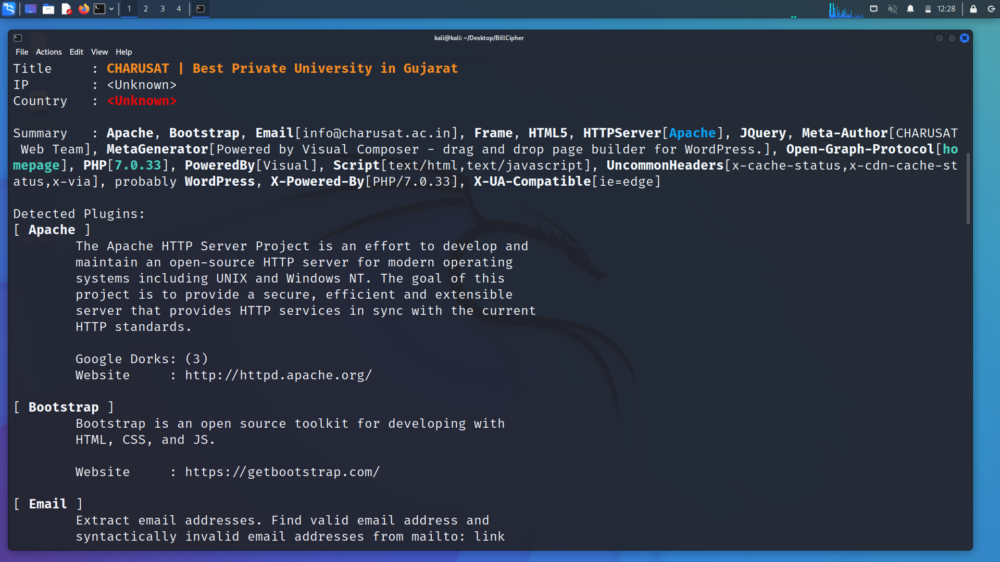 1 2 3 4 12:28
kali@kali: ~/Desktop/BillCipher
File Actions Edit View Help
Title : CHARUSAT | Best Private University in Gujarat
IP : <Unknown>
Country : <Unknown>
File System
Summary : Apache, Bootstrap, Email[info@charusat.ac.in], Frame, HTML5, HTTPServer[Apache], JQuery, Meta-Author[CHARUSAT
Web Team], MetaGenerator[Powered by Visual Composer - drag and drop page builder for WordPress.], Open-Graph-Protocol[ho
mepage], PHP[7.0.33], PoweredBy[Visual], Script[text/html,text/javascript], UncommonHeaders[x-cache-status,x-cdn-cache-st
atus,x-via], probably WordPress, X-Powered-By[PHP/7.0.33], X-UA-Compatible[ie=edge]
Detected Plugins:
[ Apache ]
BillCipher
The Apache HTTP Server Project is an effort to develop and
maintain an open-source HTTP server for modern operating
systems including UNIX and Windows NT. The goal of this
project is to provide a secure, efficient and extensible
server that provides HTTP services in sync with the current
HTTP standards.
Google Dorks: (3)
Website : http://httpd.apache.org/
[ Bootstrap ]
Bootstrap is an open source toolkit for developing with
HTML, CSS, and JS.
Website : https://getbootstrap.com/
[ Email ]
Extract email addresses. Find valid email address and
syntactically invalid email addresses from mailto: link